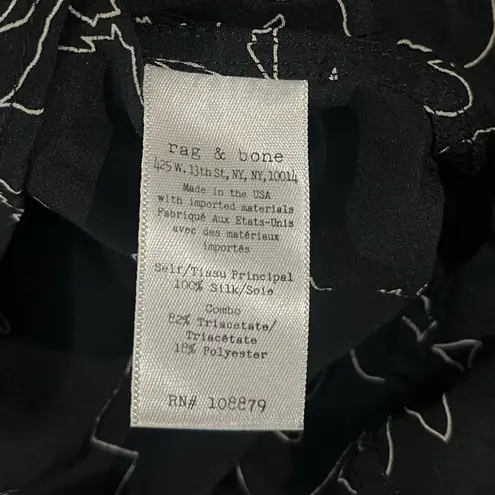 rag & bone
425 W. 13th St, NY, NY, 10014
Made in the USA
with imported materials
Fabriqué Aux Etats-Unis
avec des matériaux
importés
Self/Tissu Principal
100% Silk/Soie
Combo
82% Triacetate/
Triacétate
18% Polyester
RN# 108879